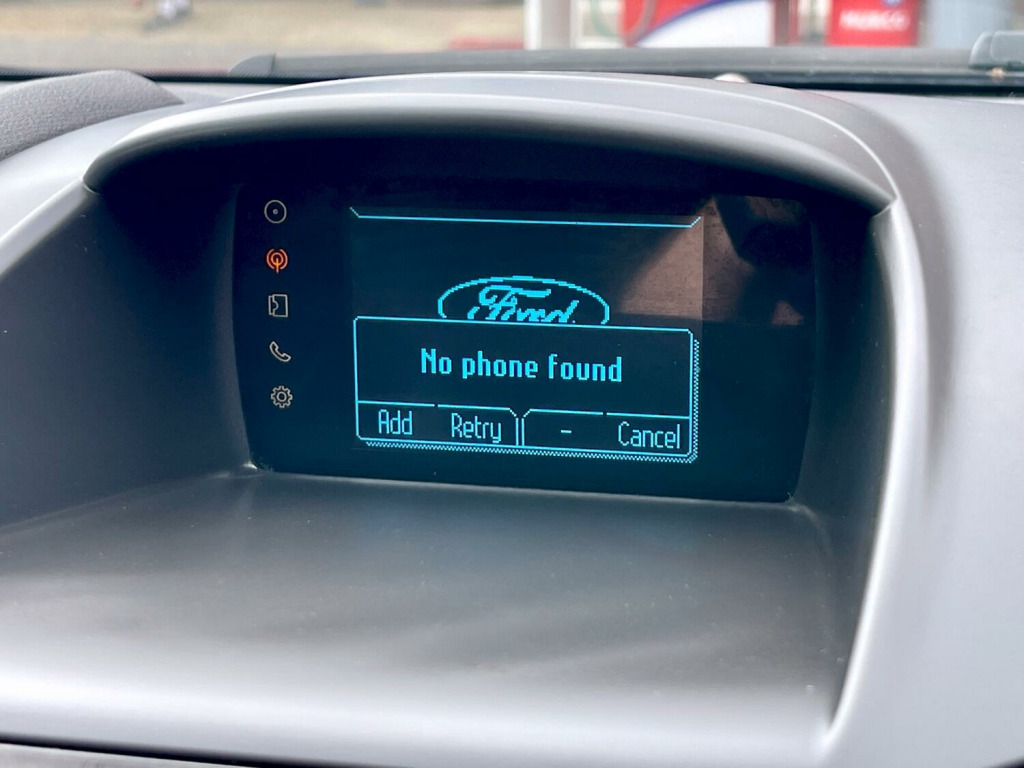 Ford
No phone found
Add Retry - Cancel